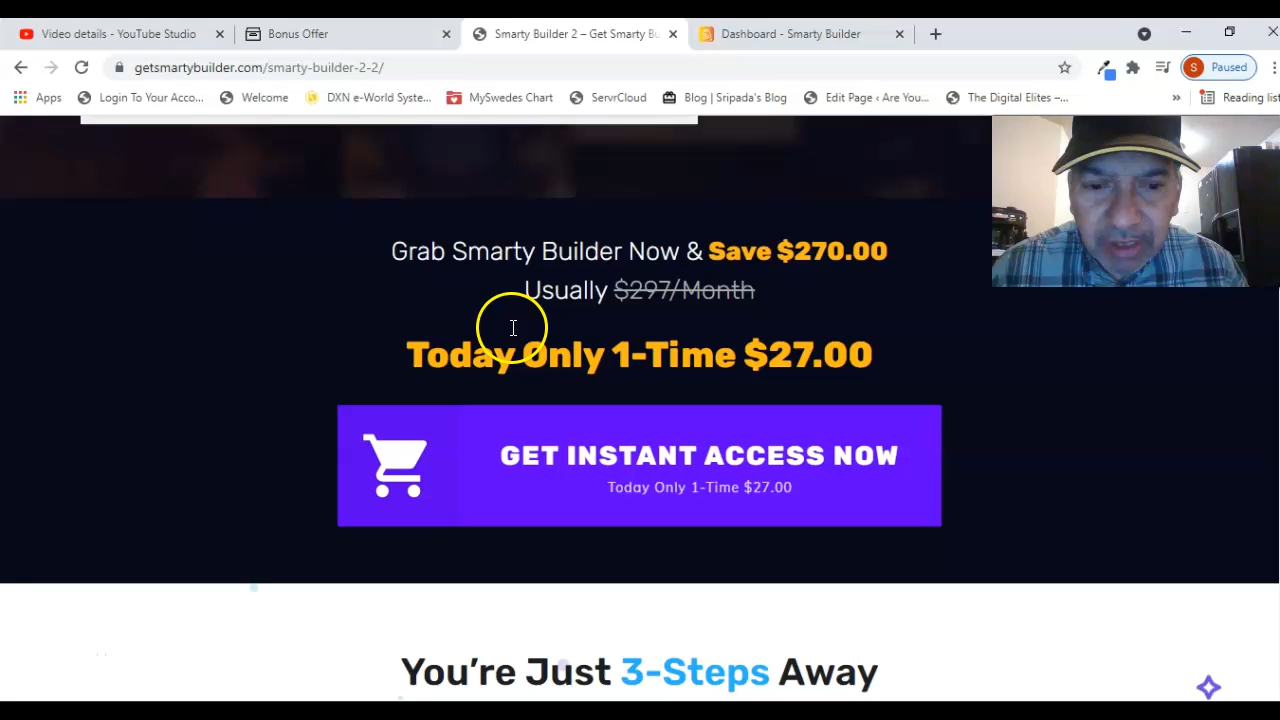 Video details - YouTube Studio
Bonus Offer
Smarty Builder 2 – Get Smarty Bu
Dashboard - Smarty Builder
getsmartybuilder.com/smarty-builder-2-2/
S Paused
Apps
Login To Your Acco...
Welcome
DXN e-World Syste...
MySwedes Chart
ServrCloud
Blog | Sripada's Blog
Edit Page ‹ Are You...
The Digital Elites –...
»
Reading list
Grab Smarty Builder Now & Save $270.00
Usually $297/Month
Today Only 1-Time $27.00
GET INSTANT ACCESS NOW
Today Only 1-Time $27.00
You're Just 3-Steps Away